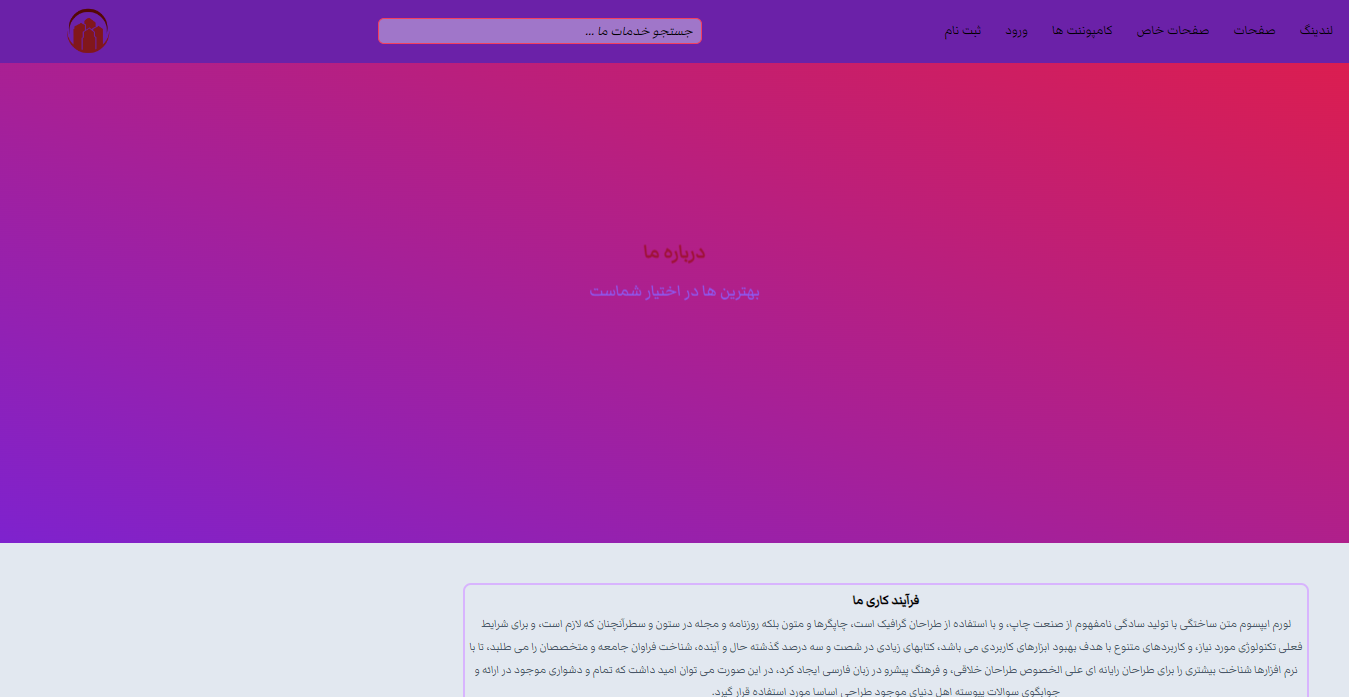 لندینگ صفحات صفحات خاص کامپوننت ها ورود ثبت نام
جستجو خدمات ما ...
درباره ما
بهترین ها در اختیار شماست
فرآیند کاری ما
لورم ایپسوم متن ساختگی با تولید سادگی نامفهوم از صنعت چاپ، و با استفاده از طراحان گرافیک است، چاپگرها و متون بلکه روزنامه و مجله در ستون و سطرآنچنان که لازم است، و برای شرایط
فعلی تکنولوژی مورد نیاز، و کاربردهای متنوع با هدف بهبود ابزارهای کاربردی می باشد، کتابهای زیادی در شصت و سه درصد گذشته حال و آینده، شناخت فراوان جامعه و متخصصان را می طلبد، تا با
نرم افزارها شناخت بیشتری را برای طراحان رایانه ای علی الخصوص طراحان خلاقی، و فرهنگ پیشرو در زبان فارسی ایجاد کرد، در این صورت می توان امید داشت که تمام و دشواری موجود در ارائه و
جوابگوی سوالات پیوسته اهل دنیای موجود طراحی اساسا مورد استفاده قرار گیرد.